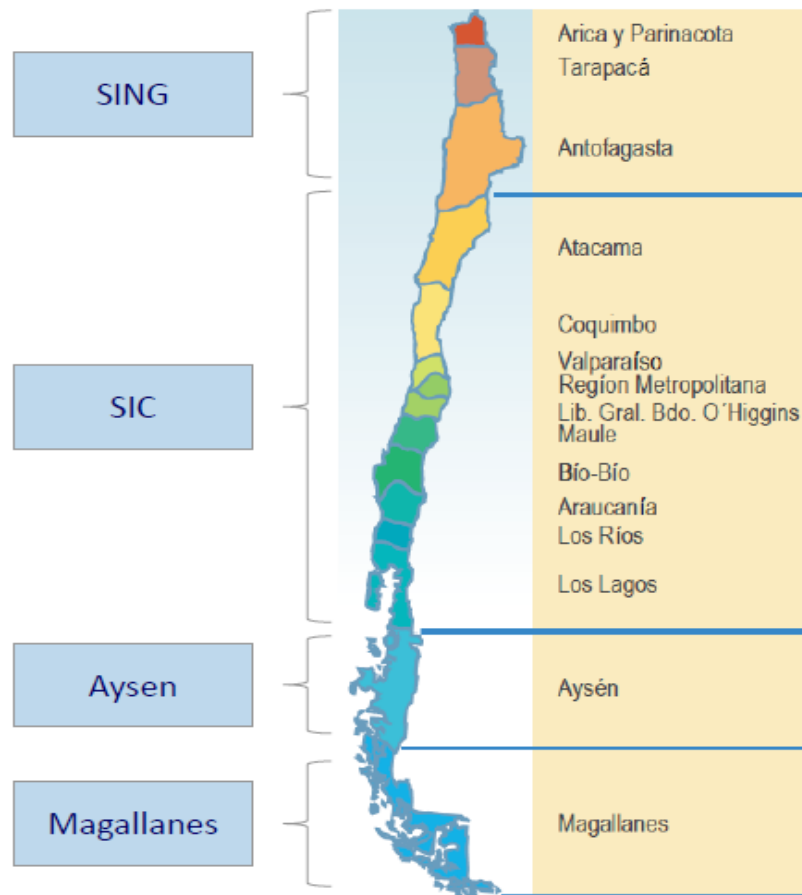 SING
Arica y Parinacota
Tarapacá
Antofagasta
SIC
Atacama
Coquimbo
Valparaíso
Regíon Metropolitana
Lib. Gral. Bdo. O´Higgins
Maule
Bío-Bío
Araucanía
Los Ríos
Los Lagos
Aysen
Aysén
Magallanes
Magallanes